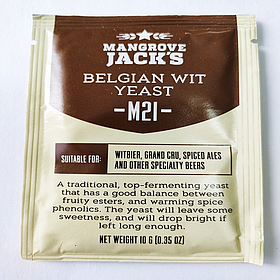 MANGROVE
JACK'S
BELGIAN WIT
YEAST
-M21-
SUITABLE FOR:
WITBIER, GRAND CRU, SPICED ALES
AND OTHER SPECIALTY BEERS
A traditional, top-fermenting yeast
that has a good balance between
fruity esters, and warming spice
phenolics. The yeast will leave some
sweetness, and will drop bright if
left long enough.
NET WEIGHT 10 G (0.35 OZ)